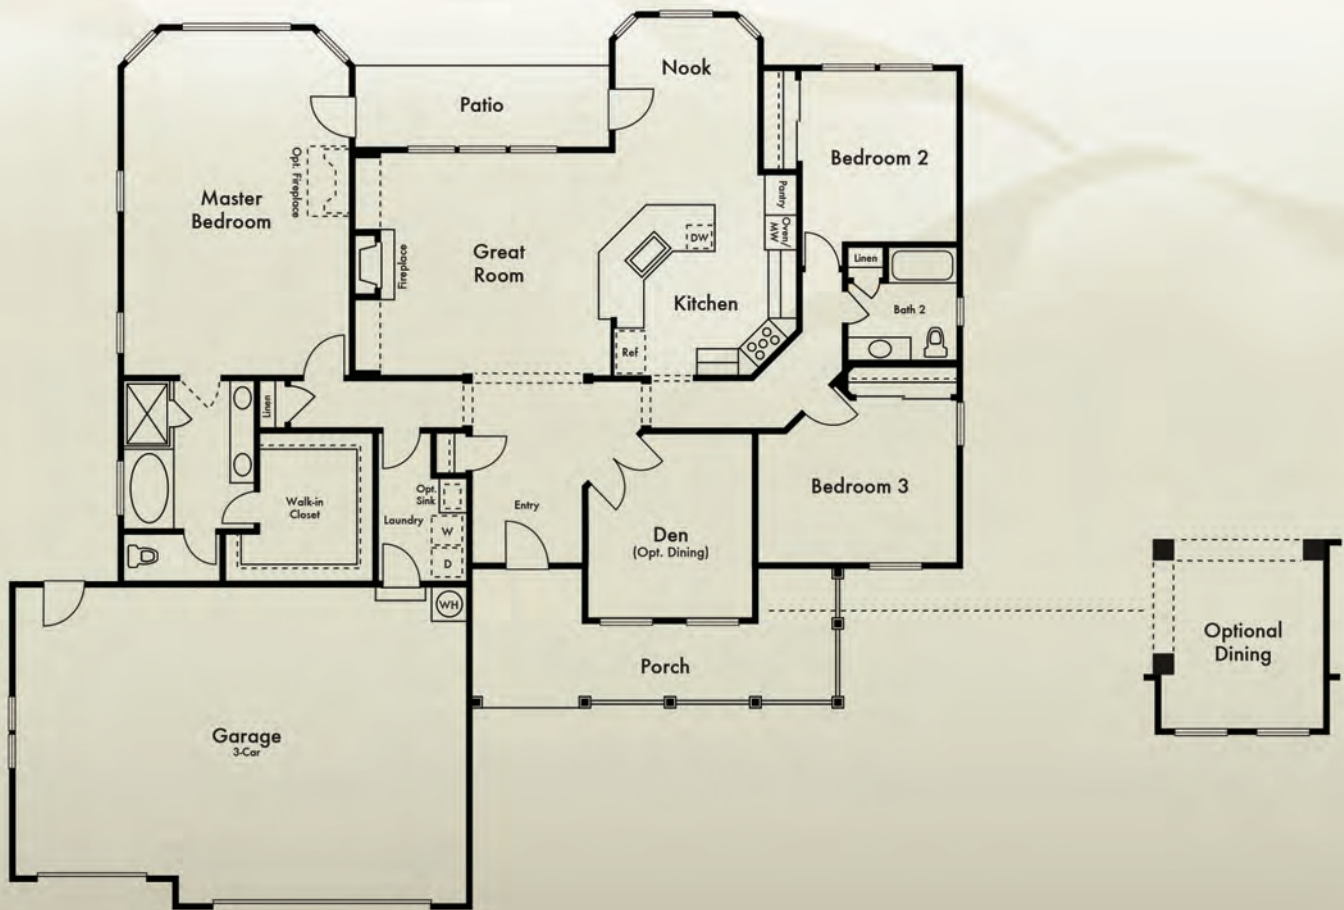 Nook
Patio
Opt. Fireplace
Bedroom 2
Master
Bedroom
Pantry
Oven/
MW
DW
Great
Room
Fireplace
Linen
Kitchen
Bath 2
Ref
Linen
Bedroom 3
Opt.
Sink
Walk-in
Closet
Entry
Laundry
W
Den
(Opt. Dining)
D
WH
Optional
Dining
Porch
Garage
3-Car